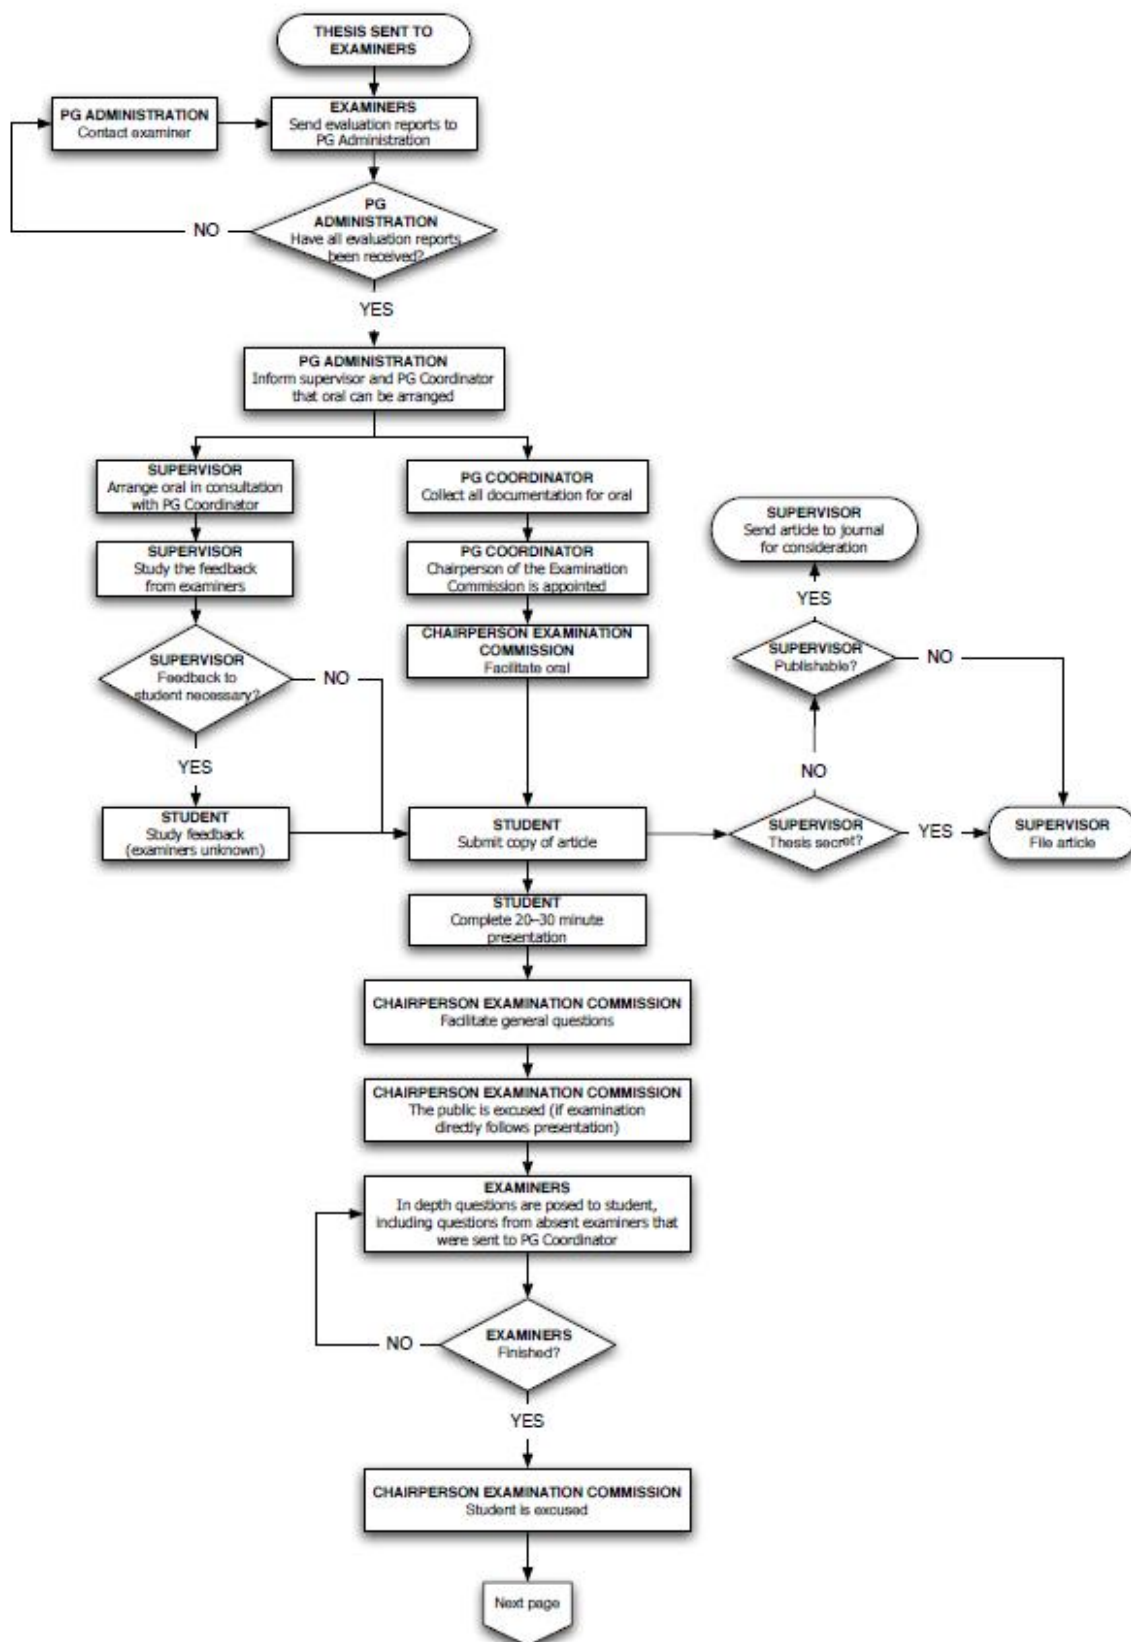 THESIS SENT TO
EXAMINERS
PG ADMINISTRATION
Contact examiner
EXAMINERS
Send evaluation reports to
PG Administration
PG
ADMINISTRATION
Have all evaluation reports
been received?
NO
YES
PG ADMINISTRATION
Inform supervisor and PG Coordinator
that oral can be arranged
SUPERVISOR
Arrange oral in consultation
with PG Coordinator
PG COORDINATOR
Collect all documentation for oral
SUPERVISOR
Send article to journal
for consideration
SUPERVISOR
Study the feedback
from examiners
PG COORDINATOR
Chairperson of the Examination
Commission is appointed
YES
CHAIRPERSON EXAMINATION
COMMISSION
Facilitate oral
SUPERVISOR
Publishable?
NO
SUPERVISOR
Feedback to
student necessary?
NO
YES
NO
STUDENT
Study feedback
(examiners unknown)
STUDENT
Submit copy of article
SUPERVISOR
Thesis secret?
YES
SUPERVISOR
File article
STUDENT
Complete 20–30 minute
presentation
CHAIRPERSON EXAMINATION COMMISSION
Facilitate general questions
CHAIRPERSON EXAMINATION COMMISSION
The public is excused (if examination
directly follows presentation)
EXAMINERS
In depth questions are posed to student,
including questions from absent examiners that
were sent to PG Coordinator
EXAMINERS
Finished?
NO
YES
CHAIRPERSON EXAMINATION COMMISSION
Student is excused
Next page